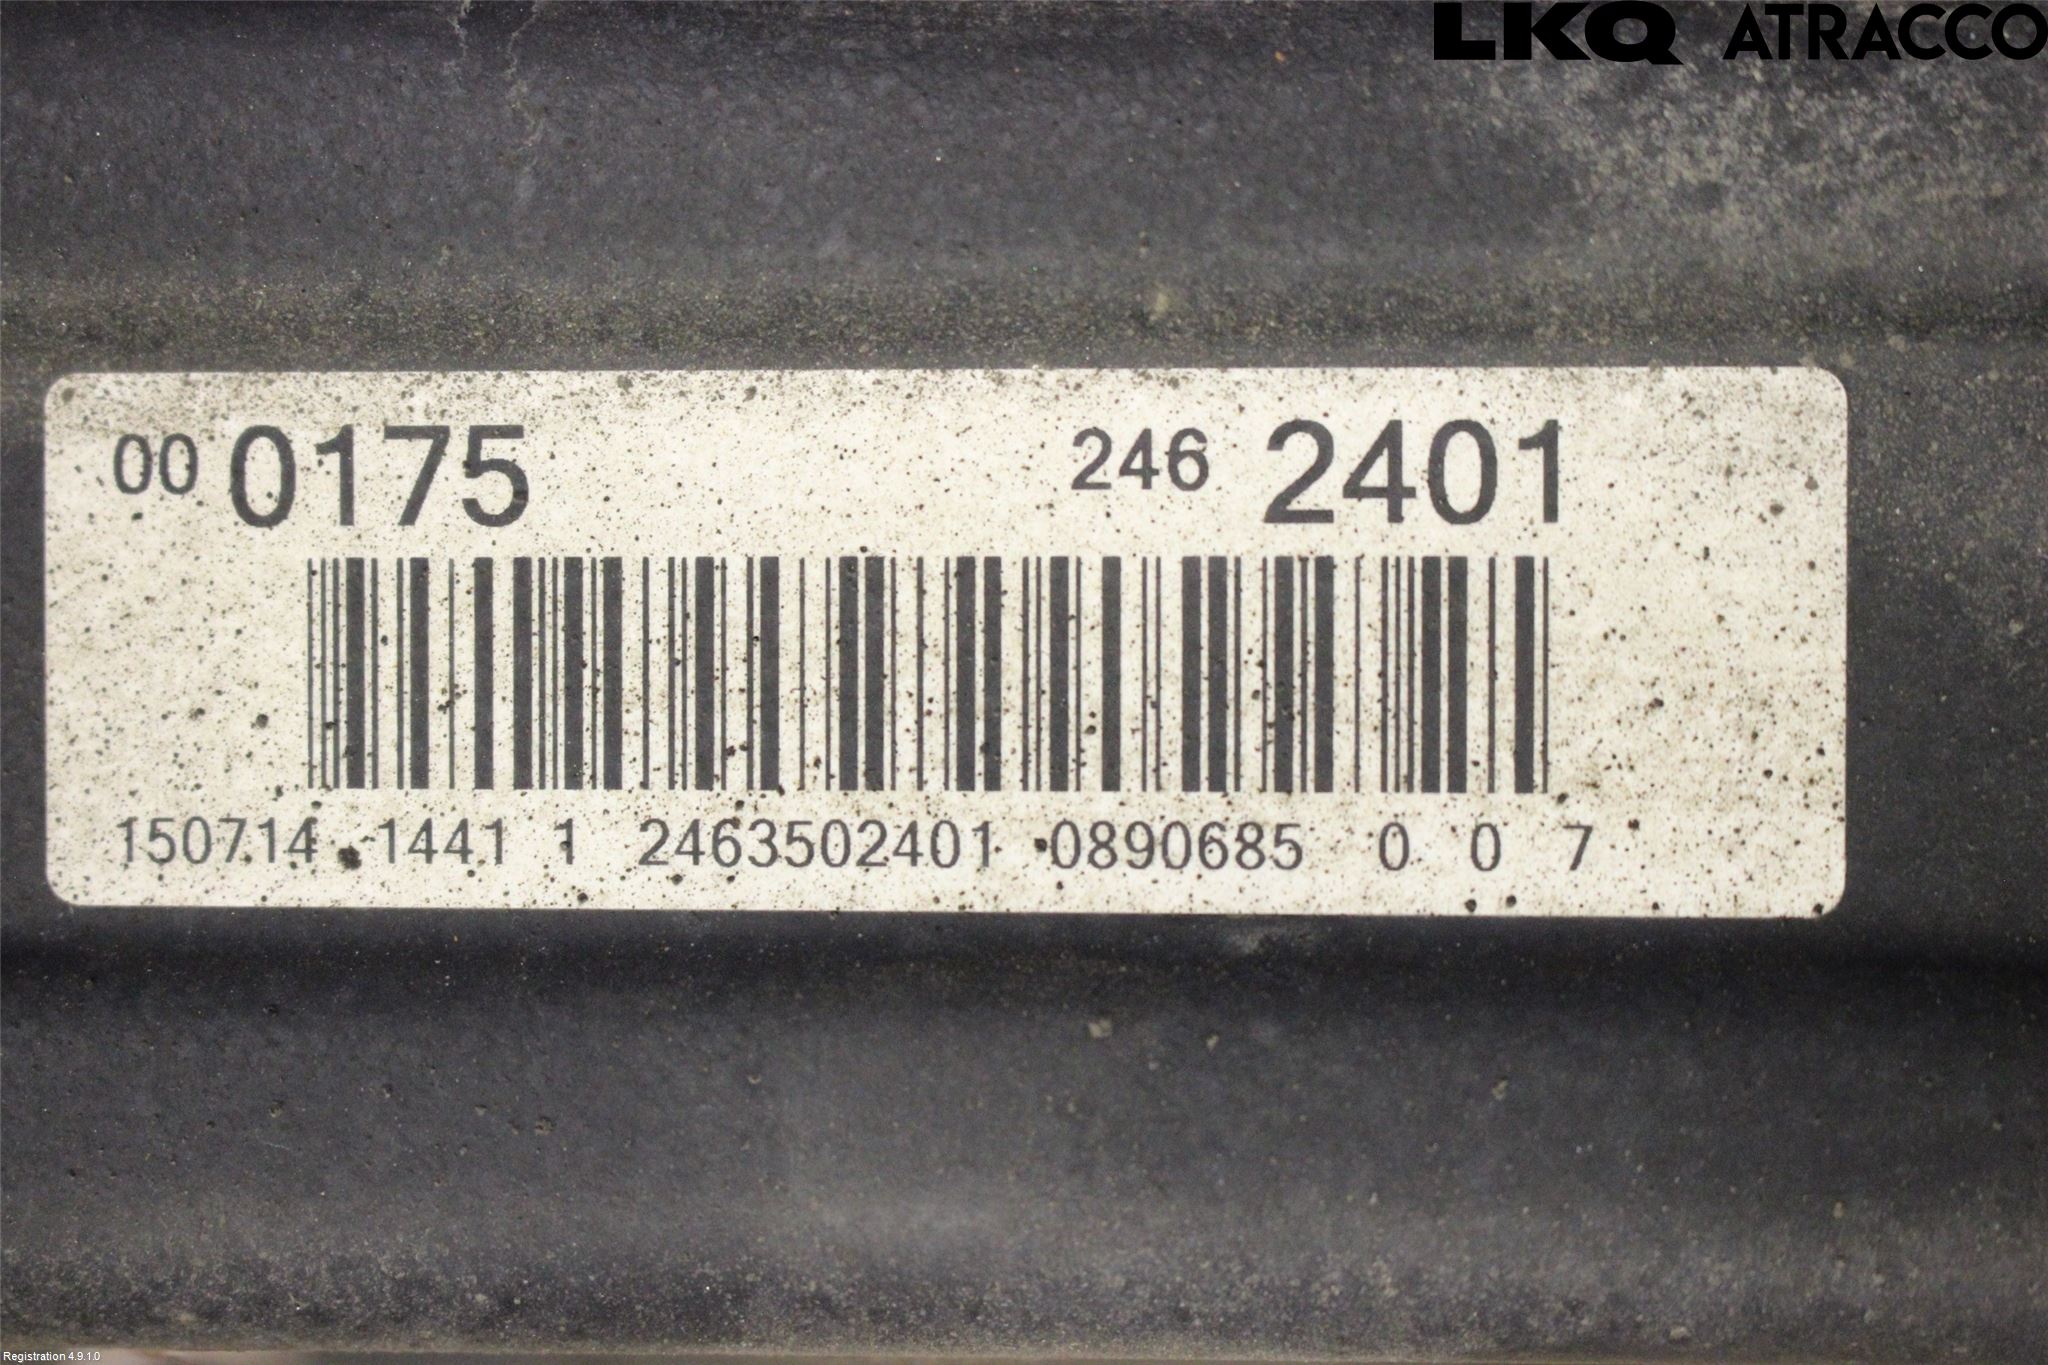 LKQ ATRACCO
00 0175 246 2401
150714 1441 1 2463502401 0890685 0 0 7
Registration 4.9.1.0